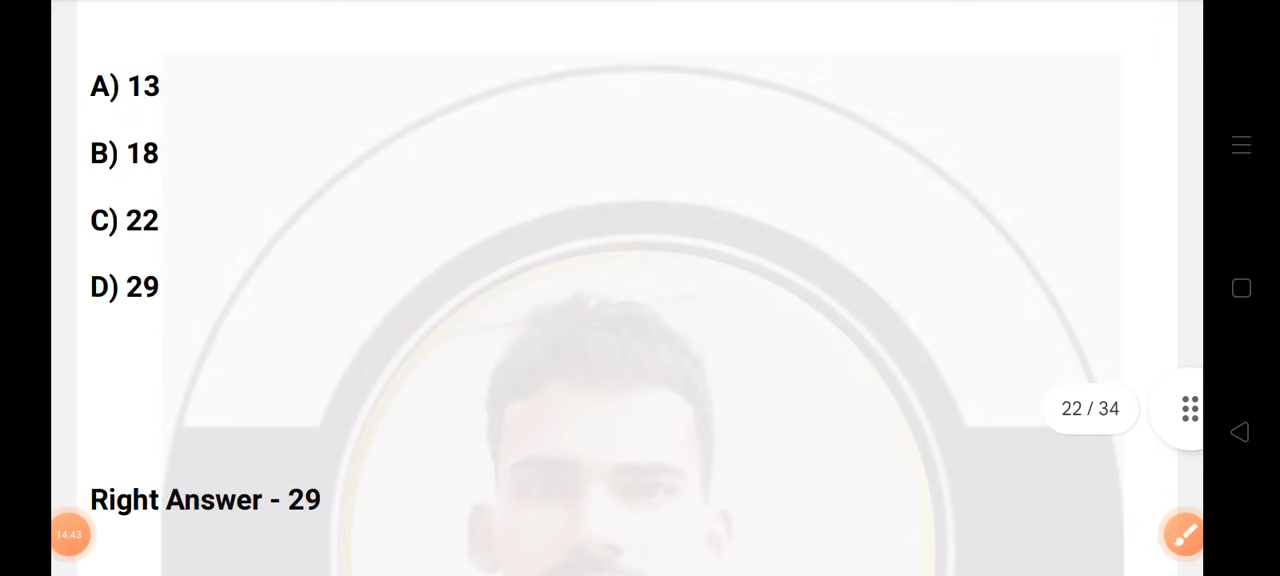 A) 13
B) 18
C) 22
D) 29
22 / 34
Right Answer - 29
14:43